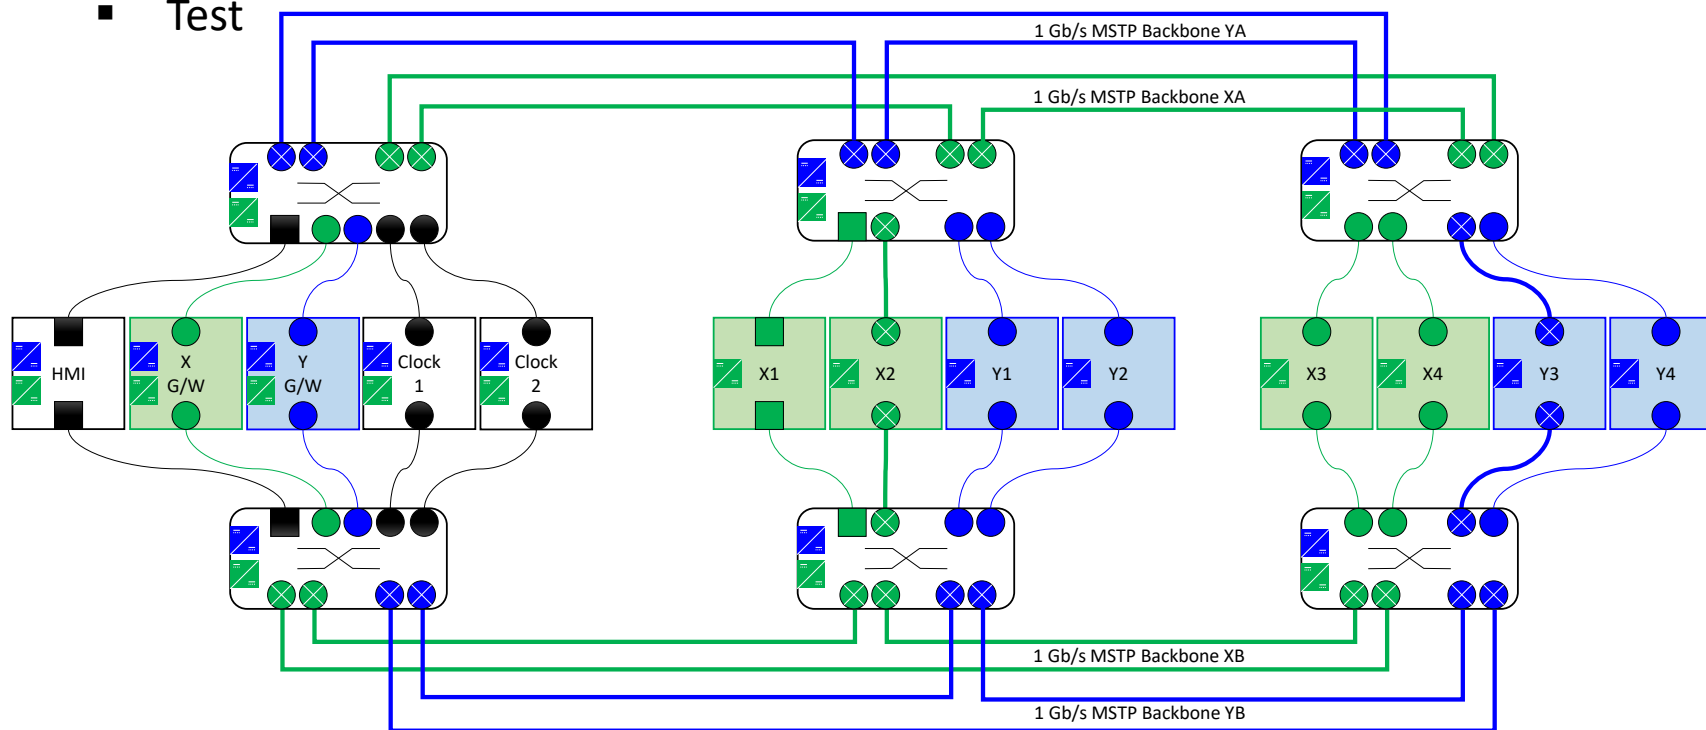 ▪ Test
1 Gb/s MSTP Backbone YA
1 Gb/s MSTP Backbone XA
HMI
X
G/W
Y
G/W
Clock
1
Clock
2
X1
X2
Y1
Y2
X3
X4
Y3
Y4
1 Gb/s MSTP Backbone XB
1 Gb/s MSTP Backbone YB